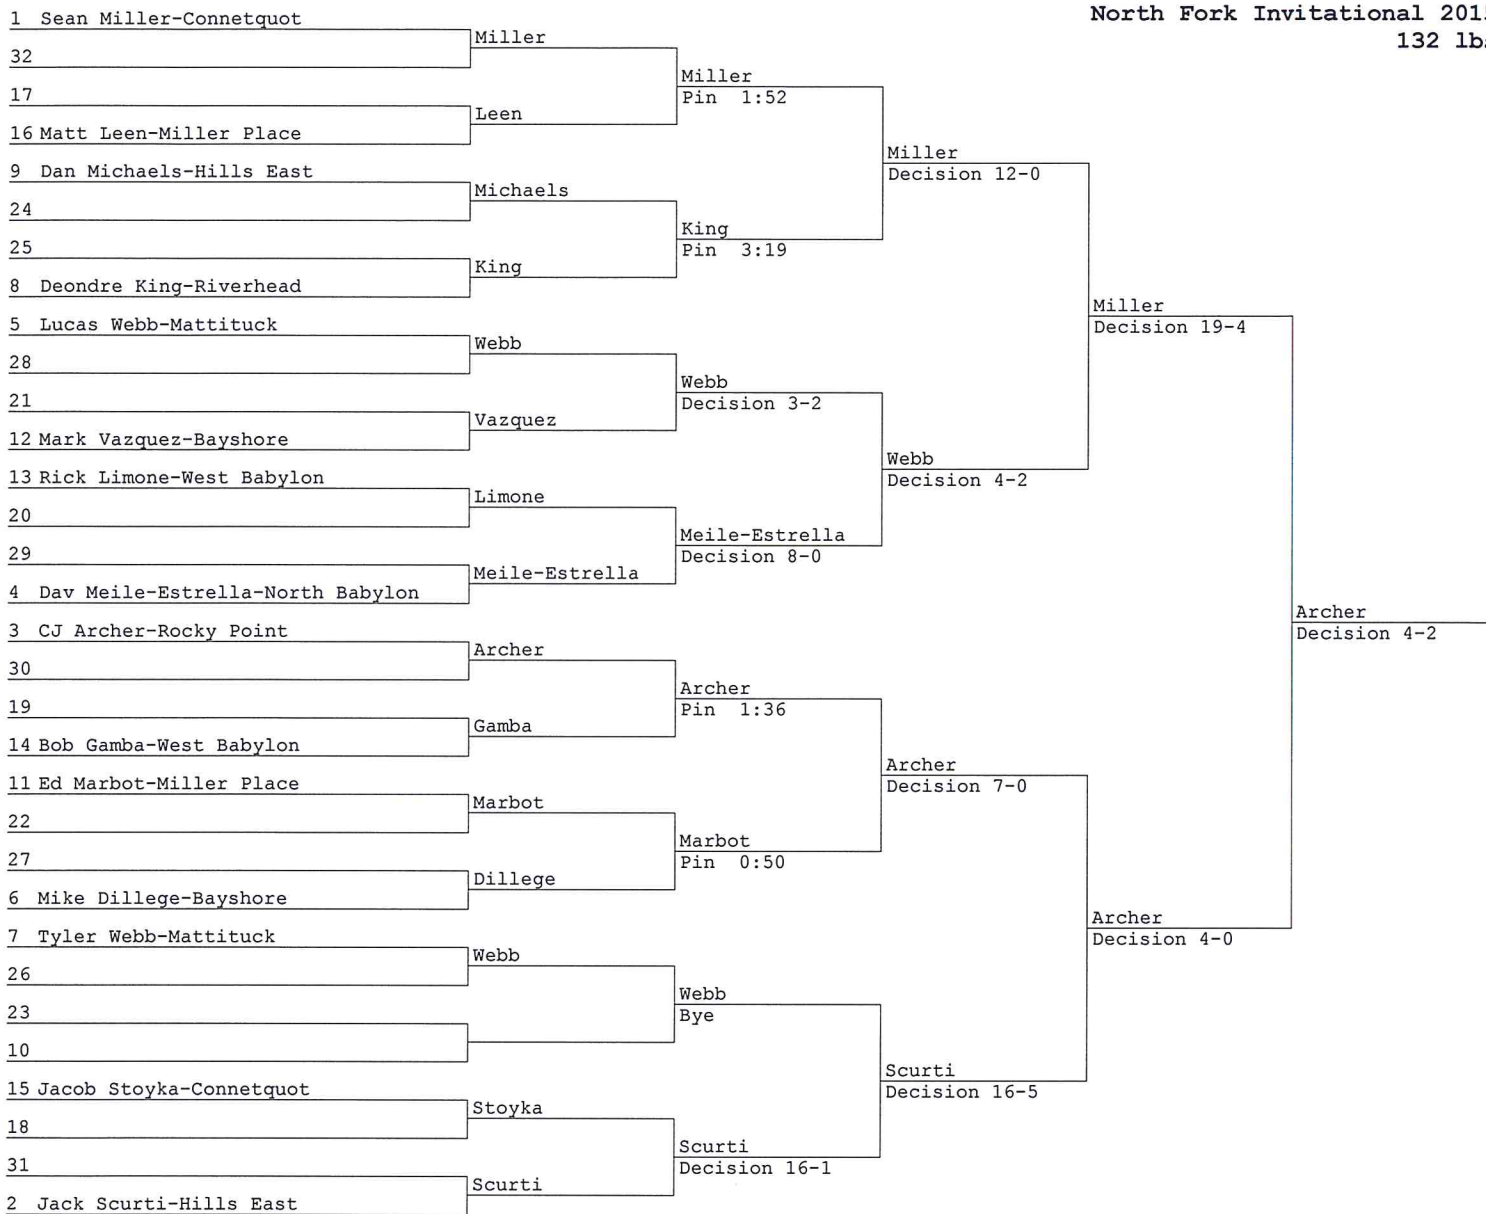 North Fork Invitational 2015
132 lbs
1 Sean Miller-Connetquot
32
17
16 Matt Leen-Miller Place
9 Dan Michaels-Hills East
24
25
8 Deondre King-Riverhead
5 Lucas Webb-Mattituck
28
21
12 Mark Vazquez-Bayshore
13 Rick Limone-West Babylon
20
29
4 Dav Meile-Estrella-North Babylon
3 CJ Archer-Rocky Point
30
19
14 Bob Gamba-West Babylon
11 Ed Marbot-Miller Place
22
27
6 Mike Dillege-Bayshore
7 Tyler Webb-Mattituck
26
23
10
15 Jacob Stoyka-Connetquot
18
31
2 Jack Scurti-Hills East
Miller
Leen
Michaels
King
Webb
Vazquez
Limone
Meile-Estrella
Archer
Gamba
Marbot
Dillege
Webb
Stoyka
Scurti
Miller
Pin 1:52
King
Pin 3:19
Webb
Decision 3-2
Meile-Estrella
Decision 8-0
Archer
Pin 1:36
Marbot
Pin 0:50
Webb
Bye
Scurti
Decision 16-1
Miller
Decision 12-0
Webb
Decision 4-2
Archer
Decision 7-0
Scurti
Decision 16-5
Miller
Decision 19-4
Archer
Decision 4-0
Archer
Decision 4-2